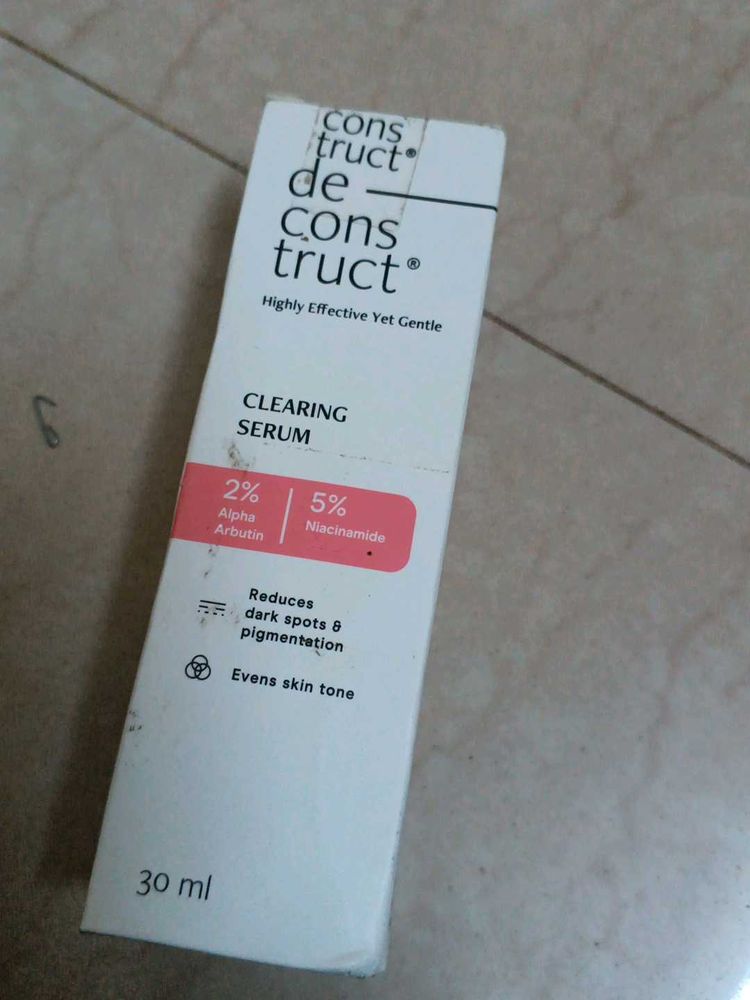 cons
truct®
de
cons
truct®
Highly Effective Yet Gentle
CLEARING
SERUM
2%
Alpha
Arbutin
5%
Niacinamide
Reduces
dark spots &
pigmentation
Evens skin tone
30 ml